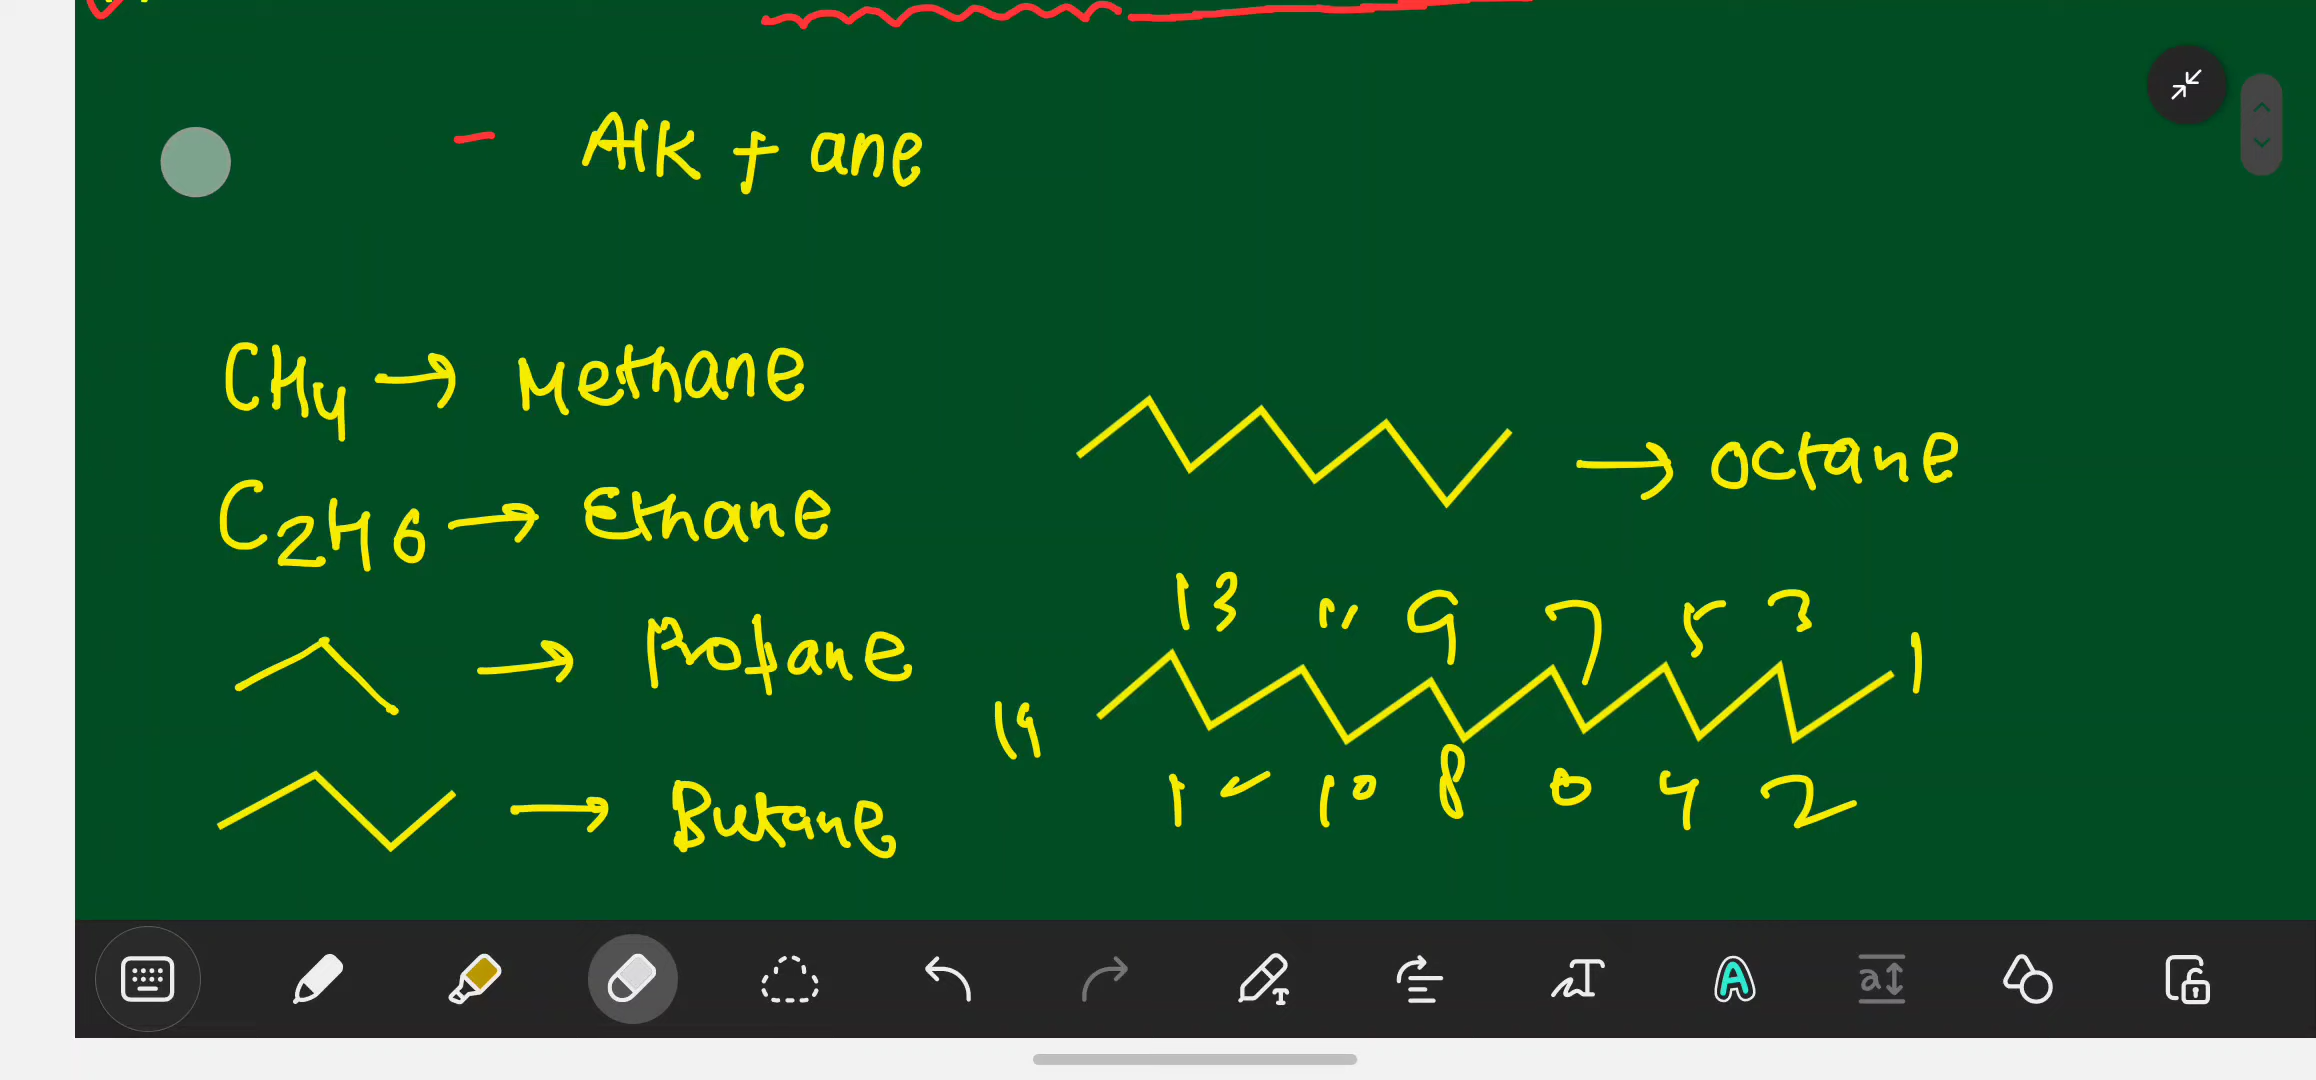 - Alk + ane
CH4 → Methane
C2H6 → Ethane
→ Propane
→ Butane
→ octane
13 11 9 7 5 3 1
14
12 10 8 6 4 2